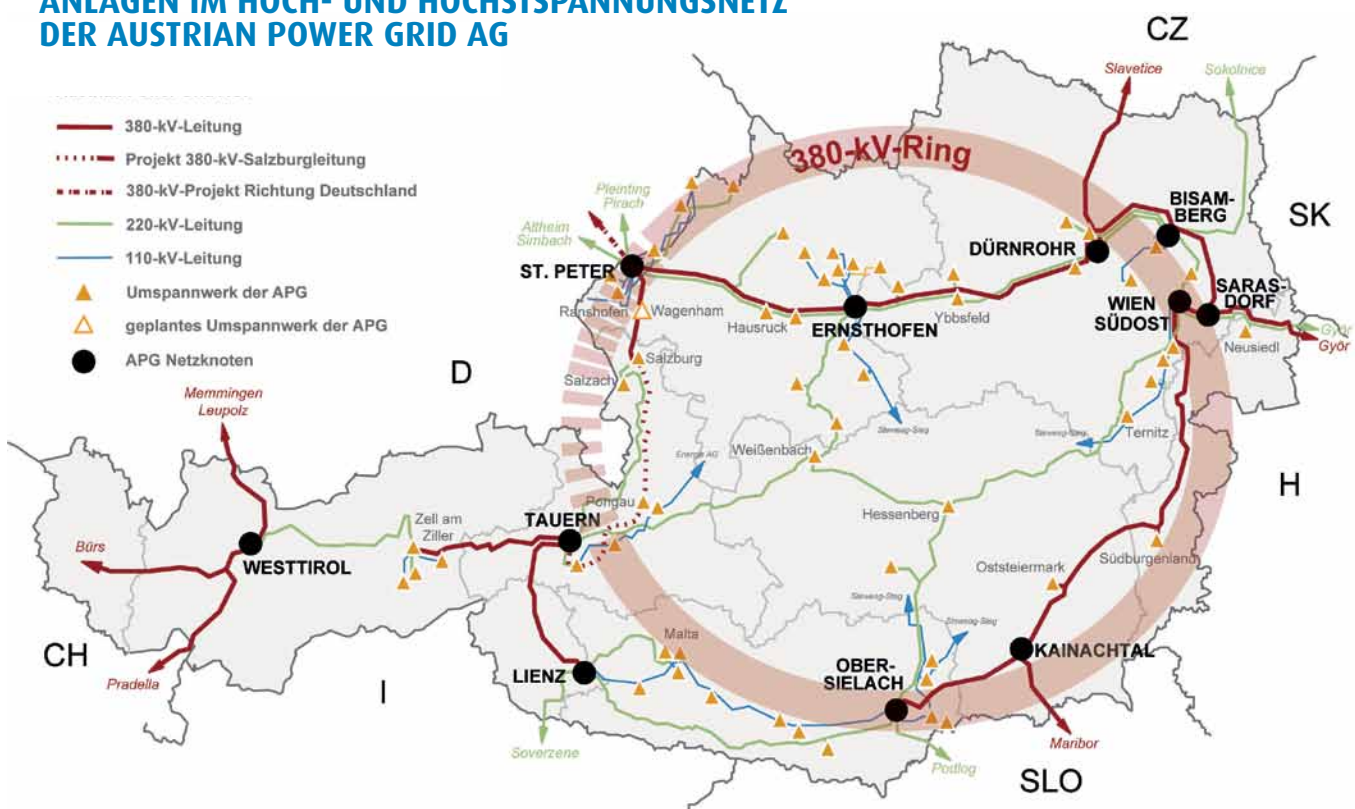 ANLAGEN IM HOCH- UND HÖCHSTSPANNUNGSNETZ
DER AUSTRIAN POWER GRID AG
380-kV-Leitung
Projekt 380-kV-Salzburgleitung
380-kV-Projekt Richtung Deutschland
220-kV-Leitung
110-kV-Leitung
Umspannwerk der APG
geplantes Umspannwerk der APG
APG Netzknoten
CZ
Slavetice
Sokolnice
380-kV-Ring
Pleinting
Pirach
Altheim
Simbach
BISAM-
BERG
SK
DÜRNROHR
ST. PETER
SARAS-
DORF
WIEN
SÜDOST
Ranshofen
Wagenham
Hausruck
ERNSTHOFEN
Ybbsfeld
Györ
Györ
Neusiedl
D
Salzburg
Salzach
Memmingen
Leupolz
Ternitz
Weißenbach
Energie AG
H
Pongau
Hessenberg
Zell am
Ziller
TAUERN
Bürs
WESTTIROL
Südburgenland
Oststeiermark
CH
Malta
KAINACHTAL
LIENZ
OBER-
SIELACH
Pradella
I
Soverzene
Maribor
Podlog
SLO